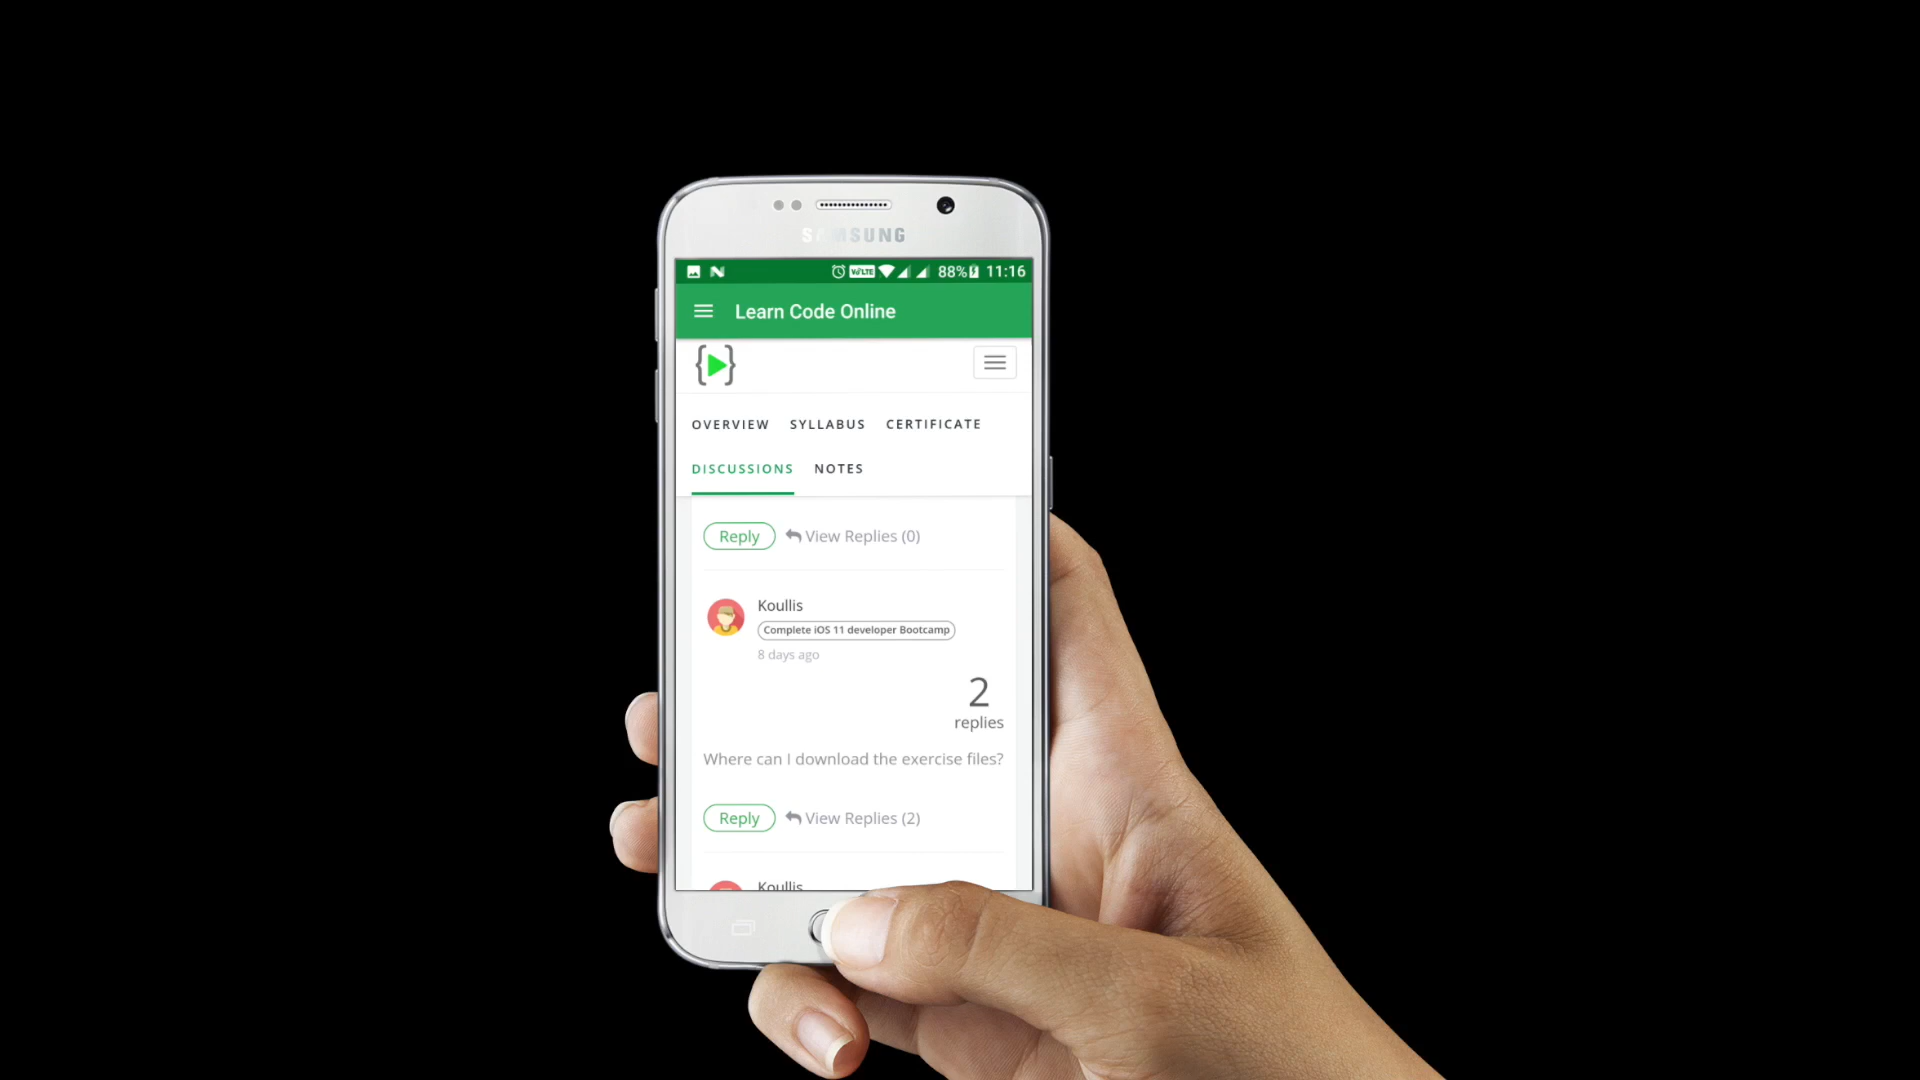 SAMSUNG
VoLTE 88% 11:16
Learn Code Online
OVERVIEW SYLLABUS CERTIFICATE
DISCUSSIONS NOTES
Reply View Replies (0)
Koullis
Complete iOS 11 developer Bootcamp
8 days ago
2
replies
Where can I download the exercise files?
Reply View Replies (2)
Koullis